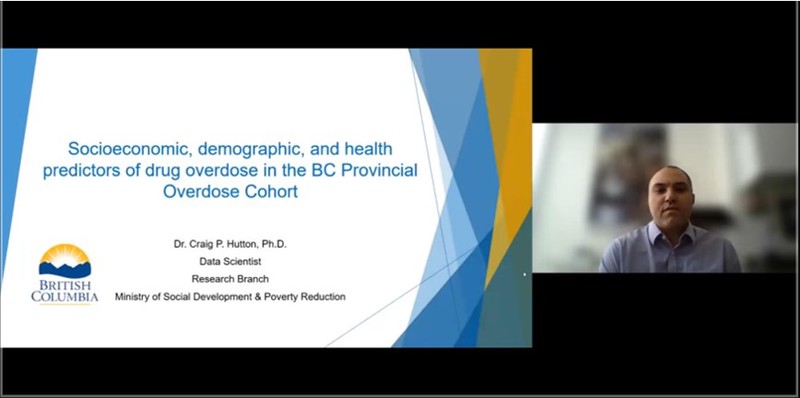 Socioeconomic, demographic, and health
predictors of drug overdose in the BC Provincial
Overdose Cohort
Dr. Craig P. Hutton, Ph.D.
Data Scientist
Research Branch
Ministry of Social Development & Poverty Reduction
BRITISH
COLUMBIA